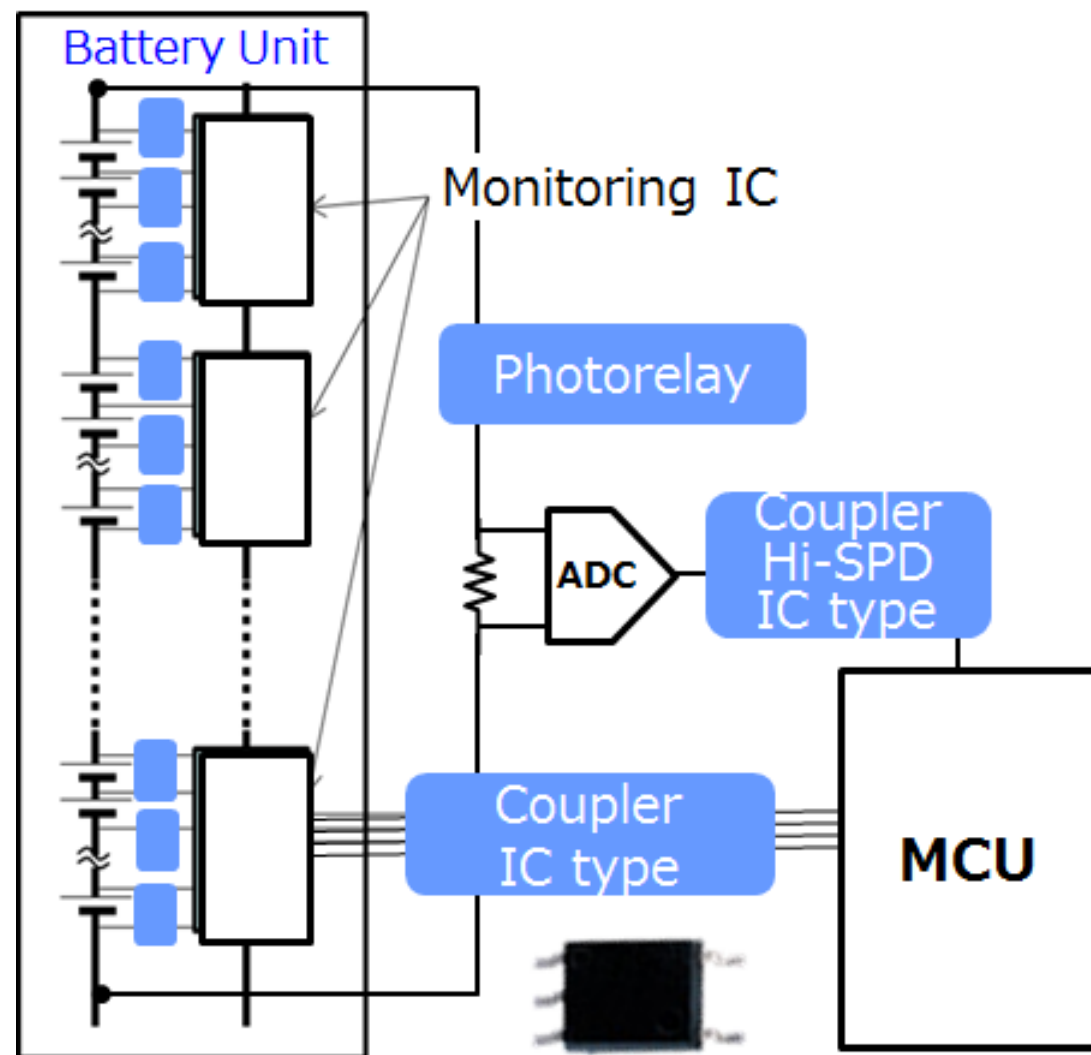 Battery Unit
Monitoring IC
Photorelay
ADC
Coupler
Hi-SPD
IC type
Coupler
IC type
MCU